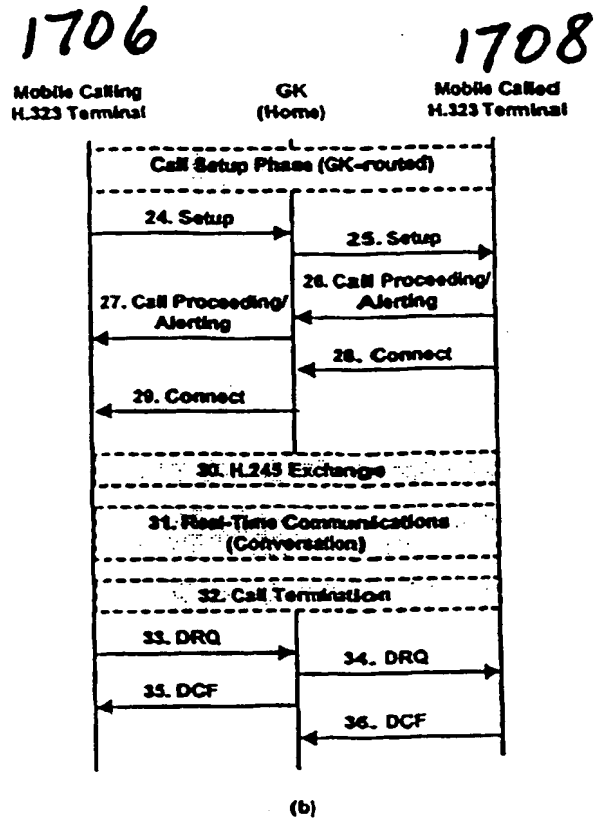 1706
1708
Mobile Calling
H.323 Terminal
GK
(Home)
Mobile Called
H.323 Terminal
Call Setup Phase (GK-routed)
24. Setup
25. Setup
26. Call Proceeding/
Alerting
27. Call Proceeding/
Alerting
28. Connect
29. Connect
30. H.245 Exchange
31. Real-Time Communications
(Conversation)
32. Call Termination
33. DRQ
34. DRQ
35. DCF
36. DCF
(b)